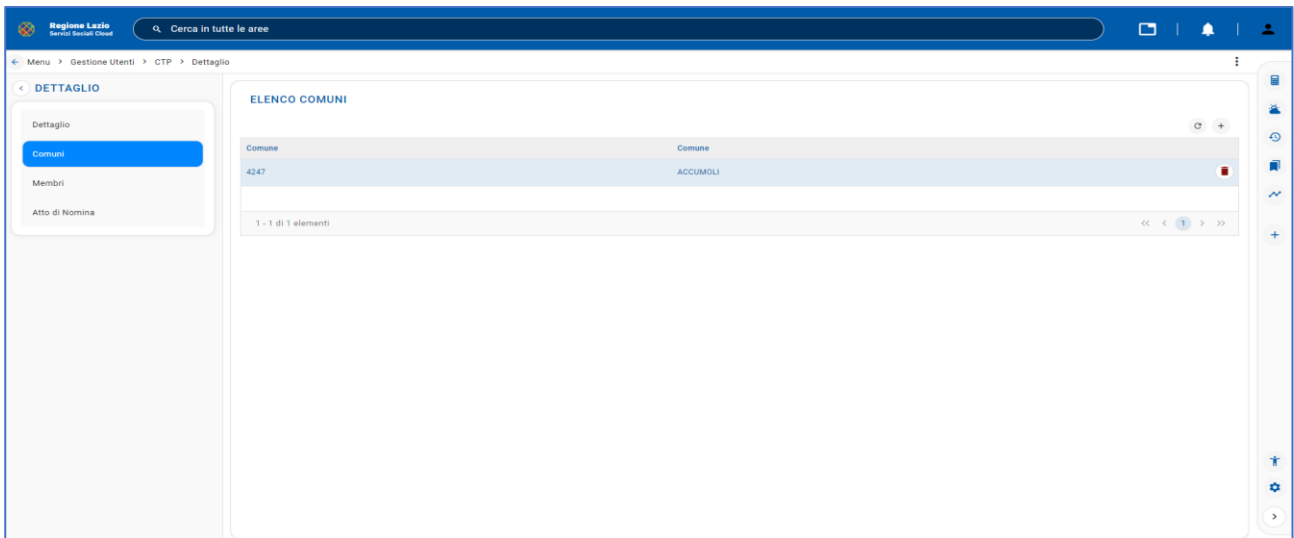 Regione Lazio
Servizi Sociali Cloud
Cerca in tutte le aree
Menu > Gestione Utenti > CTP > Dettaglio
DETTAGLIO
Dettaglio
Comuni
Membri
Atto di Nomina
ELENCO COMUNI
Comune Comune
4247 ACCUMOLI
1 - 1 di 1 elementi
<< < 1 > >>